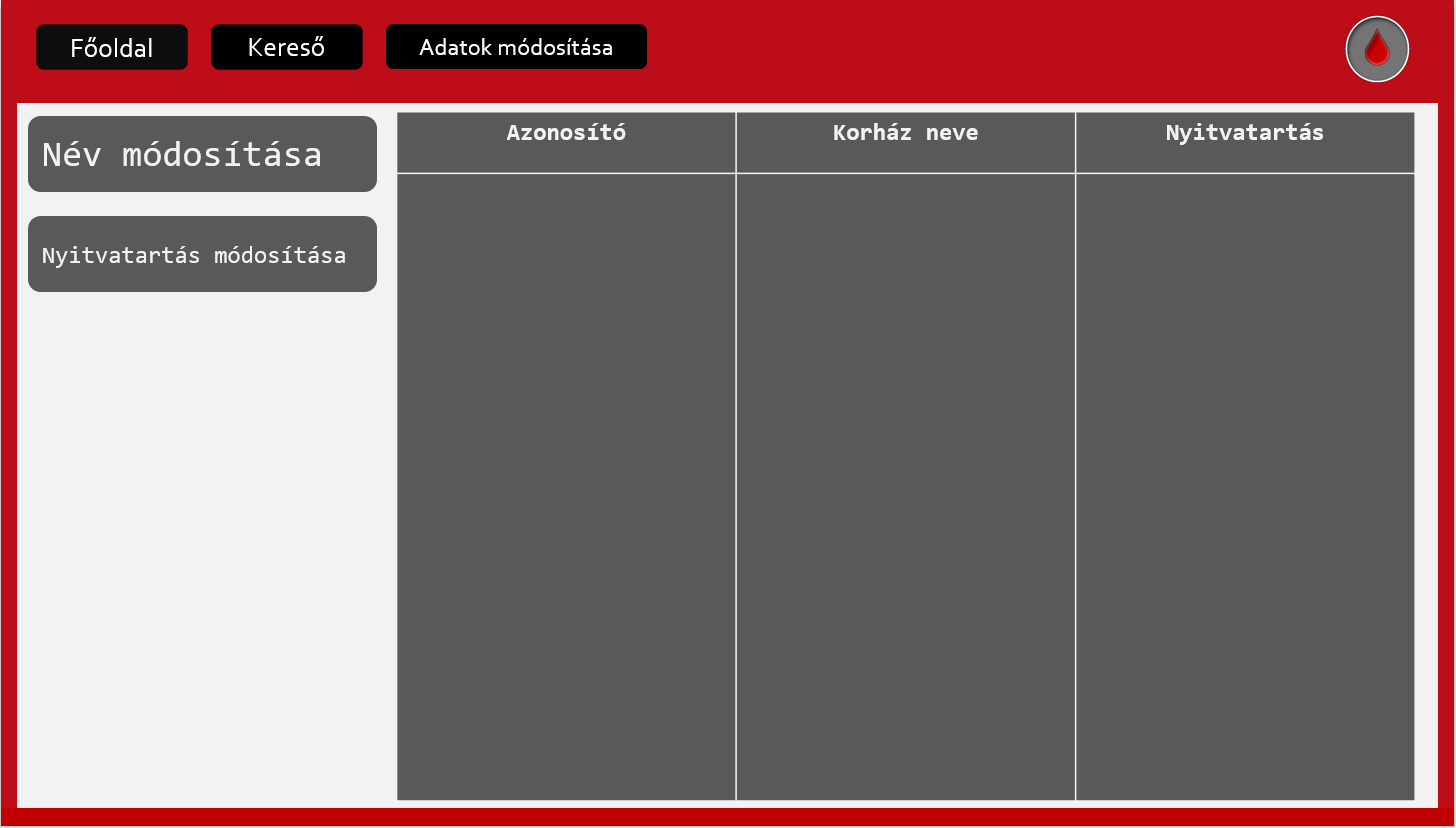 Főoldal
Kereső
Adatok módosítása
Név módosítása
Nyitvatartás módosítása
Azonosító
Korház neve
Nyitvatartás